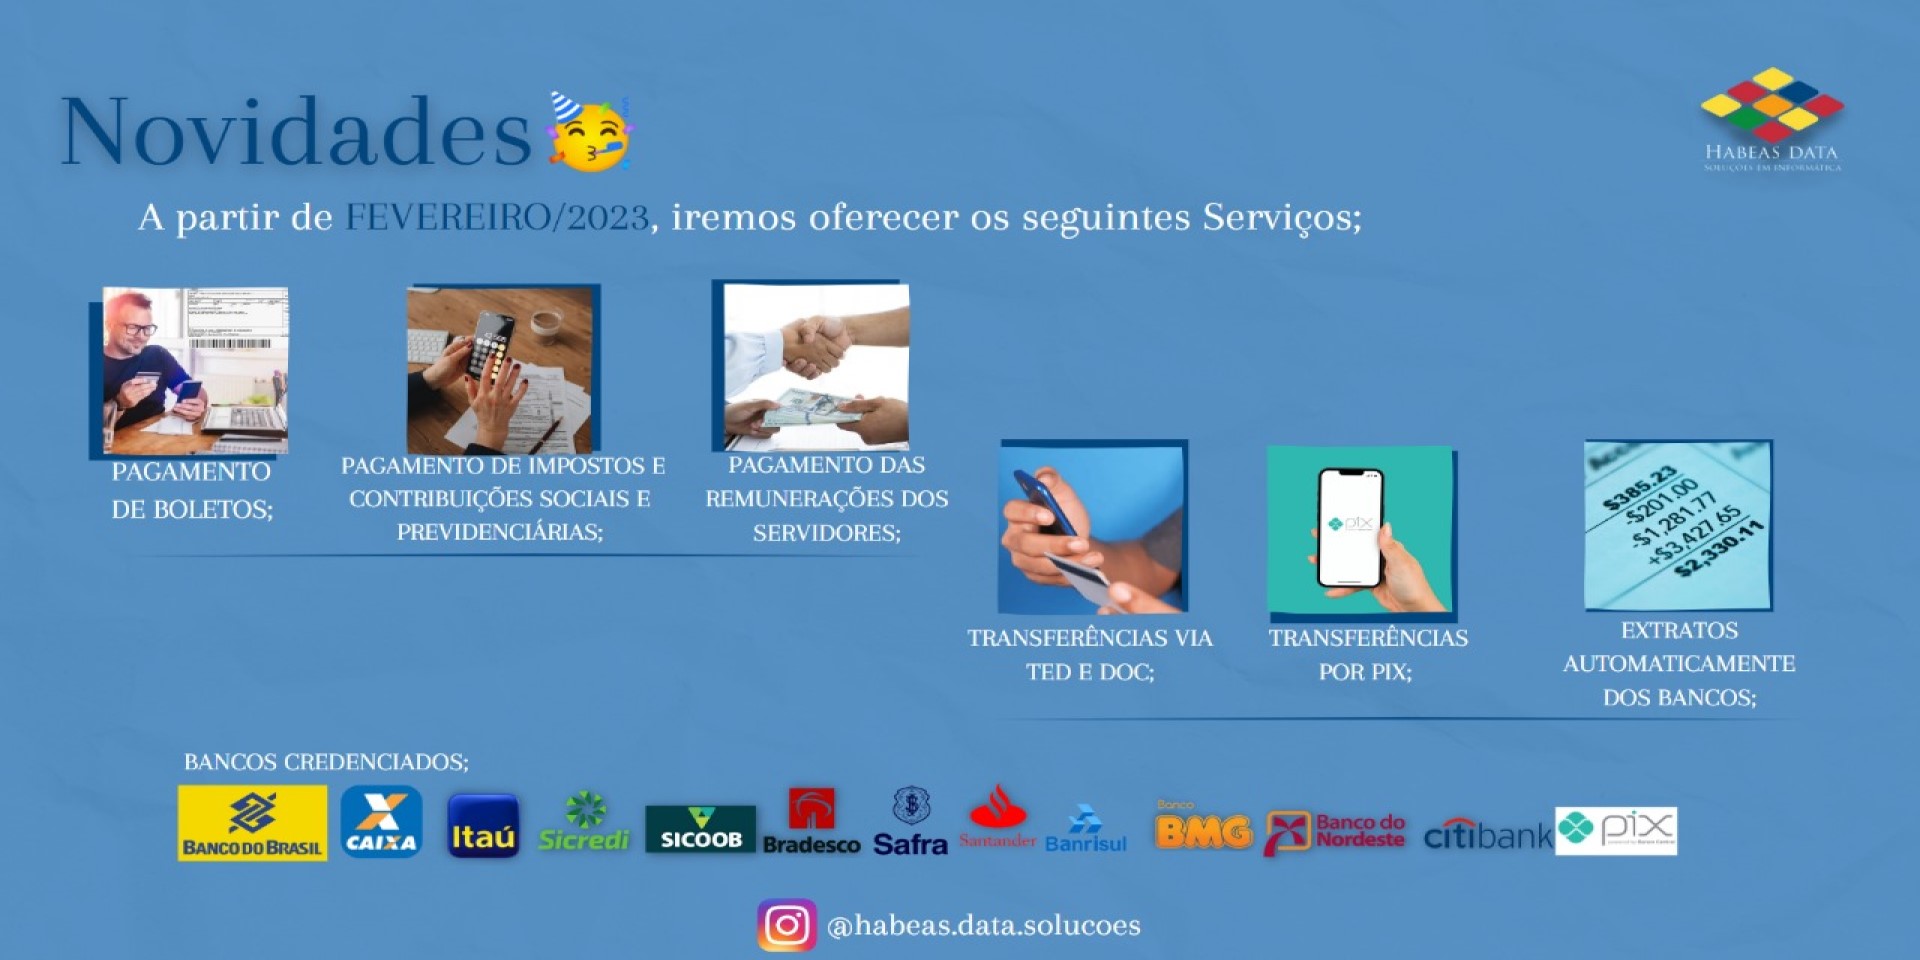 Novidades
HABEAS DATA
SOLUÇÕES EM INFORMÁTICA
A partir de FEVEREIRO/2023, iremos oferecer os seguintes Serviços;
PAGAMENTO
DE BOLETOS;
PAGAMENTO DE IMPOSTOS E
CONTRIBUIÇÕES SOCIAIS E
PREVIDENCIÁRIAS;
PAGAMENTO DAS
REMUNERAÇÕES DOS
SERVIDORES;
pix
$385.23
-$201.00
-$1,281.77
+$3,427.65
$2,330.11
TRANSFERÊNCIAS VIA
TED E DOC;
TRANSFERÊNCIAS
POR PIX;
EXTRATOS
AUTOMATICAMENTE
DOS BANCOS;
BANCOS CREDENCIADOS;
BANCO DO BRASIL
CAIXA
Itaú
Sicredi
SICOOB
Bradesco
Safra
Santander
Banrisul
Banco
BMG
Banco do
Nordeste
citibank
pix
powered by Banco Central
@habeas.data.solucoes